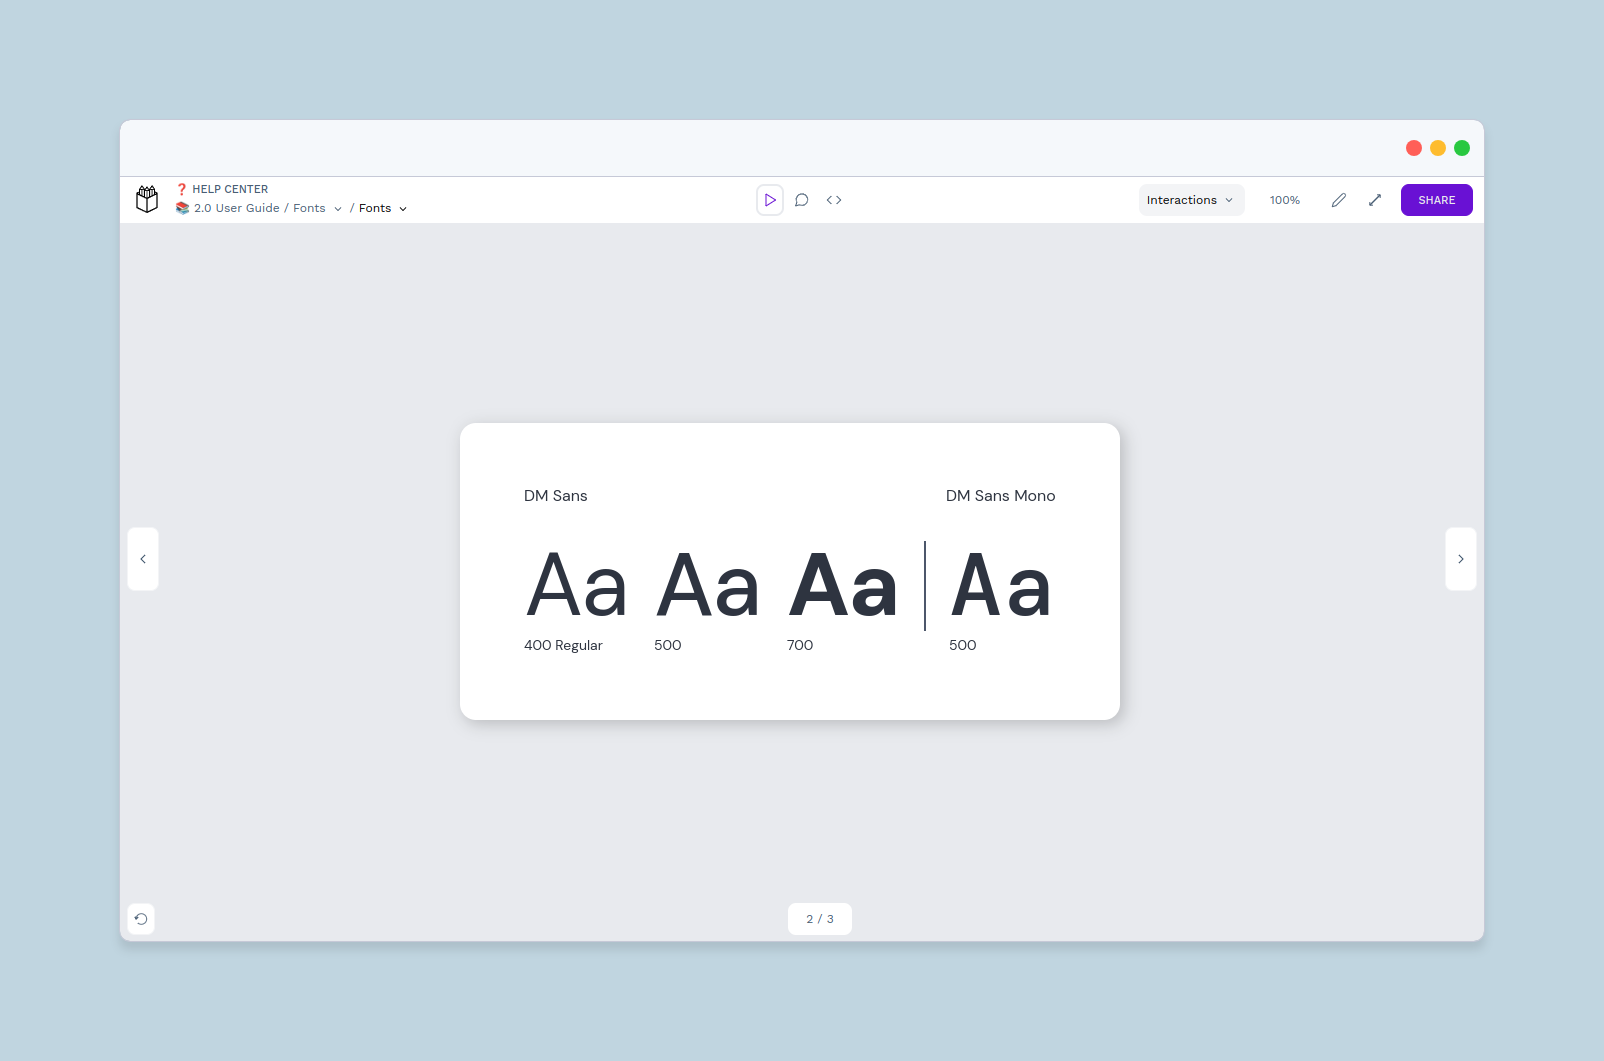 ❓ HELP CENTER
📚 2.0 User Guide / Fonts / Fonts
Interactions
100%
SHARE
DM Sans
DM Sans Mono
Aa Aa Aa Aa
400 Regular 500 700 500
2 / 3